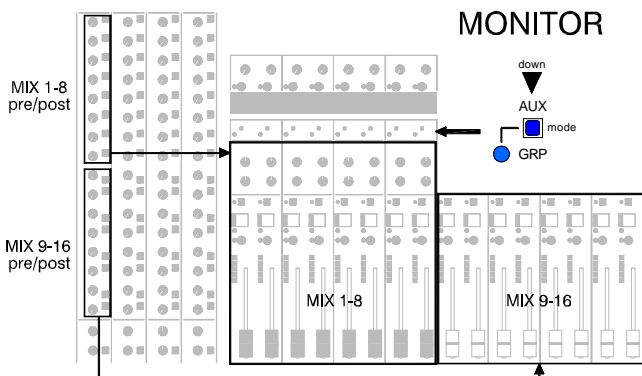 MONITOR
MIX 1-8
pre/post
down
AUX
mode
GRP
MIX 9-16
pre/post
MIX 1-8
MIX 9-16